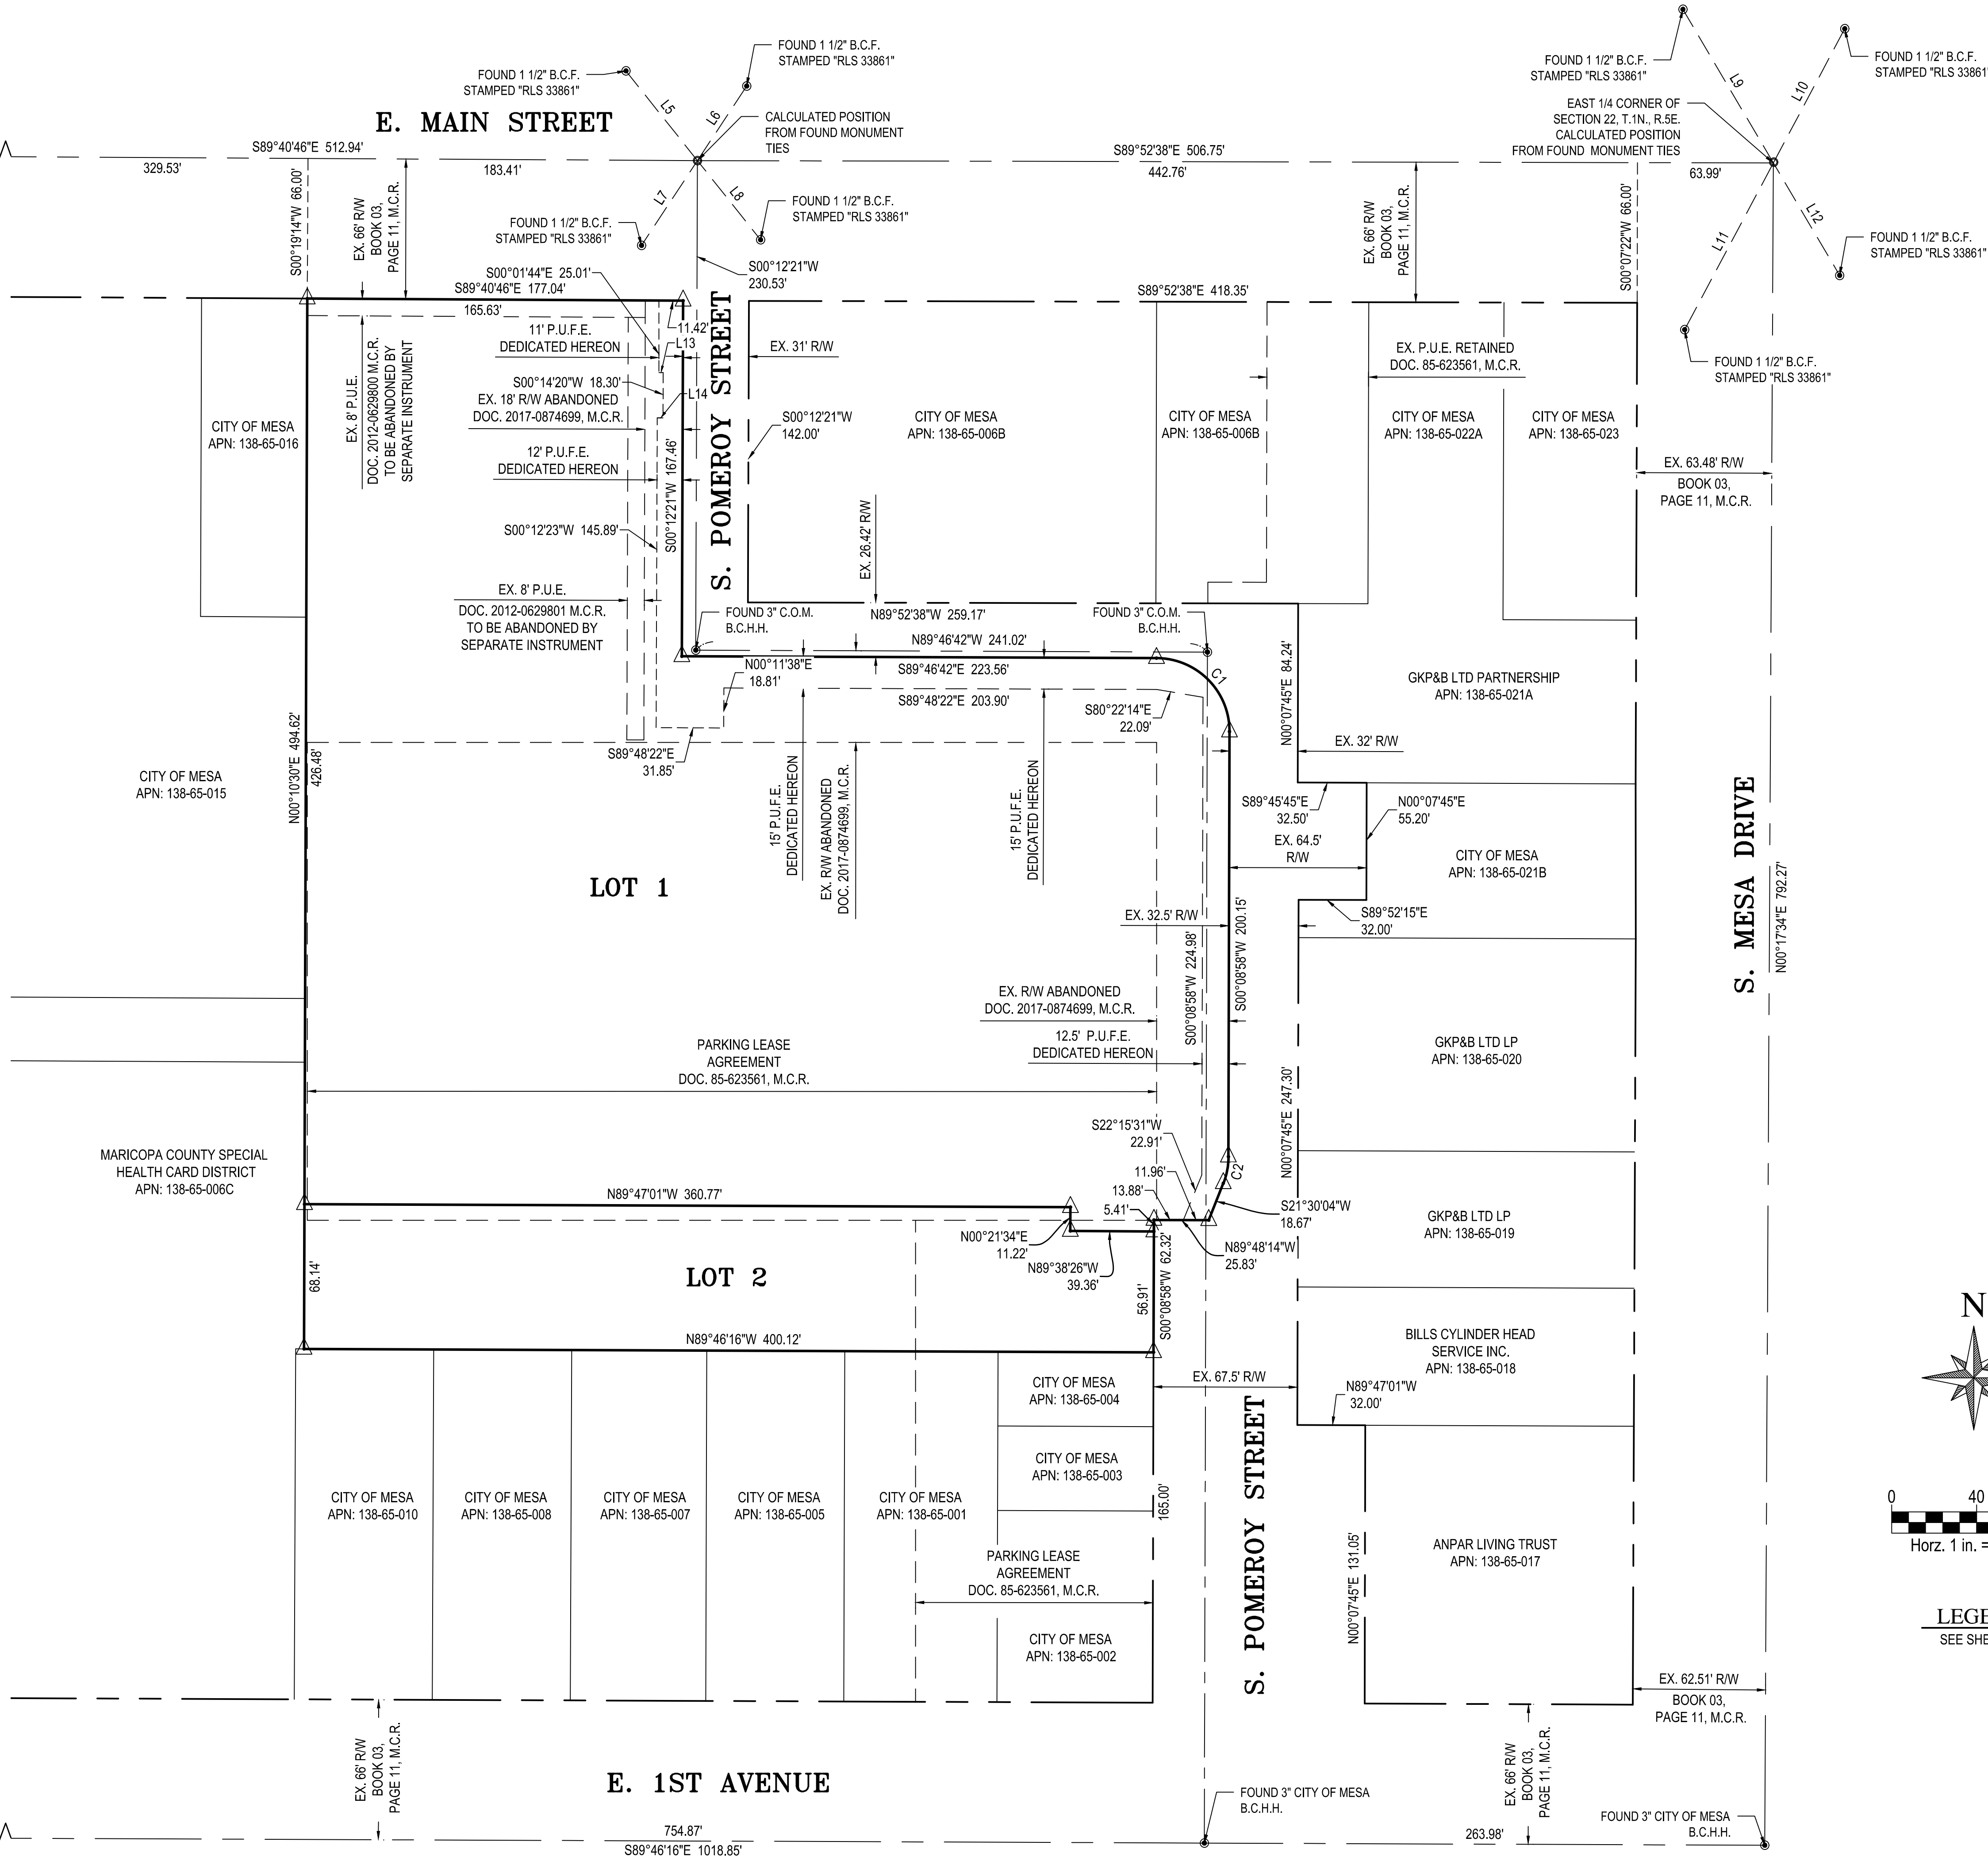 FOUND 1 1/2" B.C.F.
STAMPED "RLS 33861"
FOUND 1 1/2" B.C.F.
STAMPED "RLS 33861"
L5
L6
E. MAIN STREET
CALCULATED POSITION
FROM FOUND MONUMENT
TIES
FOUND 1 1/2" B.C.F.
STAMPED "RLS 33861"
L9
L10
FOUND 1 1/2" B.C.F.
STAMPED "RLS 33861"
EAST 1/4 CORNER OF
SECTION 22, T.1N., R.5E.
CALCULATED POSITION
FROM FOUND MONUMENT TIES
S89°40'46"E 512.94'
329.53'
183.41'
S89°52'38"E 506.75'
442.76'
63.99'
S00°19'14"W 66.00'
EX. 66' R/W
BOOK 03,
PAGE 11, M.C.R.
L7
L8
FOUND 1 1/2" B.C.F.
STAMPED "RLS 33861"
FOUND 1 1/2" B.C.F.
STAMPED "RLS 33861"
EX. 66' R/W
BOOK 03,
PAGE 11, M.C.R.
S00°07'22"W 66.00'
L11
L12
FOUND 1 1/2" B.C.F.
STAMPED "RLS 33861"
FOUND 1 1/2" B.C.F.
STAMPED "RLS 33861"
S00°01'44"E 25.01'
S89°40'46"E 177.04'
165.63'
S00°12'21"W
230.53'
S89°52'38"E 418.35'
11.42'
L13
11' P.U.F.E.
DEDICATED HEREON
EX. 31' R/W
S00°14'20"W 18.30'
L14
EX. 18' R/W ABANDONED
DOC. 2017-0874699, M.C.R.
EX. 8' P.U.E.
DOC. 2012-0629800 M.C.R.
TO BE ABANDONED BY
SEPARATE INSTRUMENT
12' P.U.F.E.
DEDICATED HEREON
S00°12'21"W 167.46'
S. POMEROY STREET
S00°12'21"W
142.00'
CITY OF MESA
APN: 138-65-016
CITY OF MESA
APN: 138-65-006B
CITY OF MESA
APN: 138-65-006B
EX. P.U.E. RETAINED
DOC. 85-623561, M.C.R.
CITY OF MESA
APN: 138-65-022A
CITY OF MESA
APN: 138-65-023
EX. 63.48' R/W
BOOK 03,
PAGE 11, M.C.R.
S00°12'23"W 145.89'
EX. 26.42' R/W
EX. 8' P.U.E.
DOC. 2012-0629801 M.C.R.
TO BE ABANDONED BY
SEPARATE INSTRUMENT
FOUND 3" C.O.M.
B.C.H.H.
N89°52'38"W 259.17'
FOUND 3" C.O.M.
B.C.H.H.
N89°46'42"W 241.02'
S89°46'42"E 223.56'
N00°11'38"E
18.81'
S89°48'22"E 203.90'
S80°22'14"E
22.09'
C1
S89°48'22"E
31.85'
N00°07'45"E 84.24'
GKP&B LTD PARTNERSHIP
APN: 138-65-021A
EX. 32' R/W
CITY OF MESA
APN: 138-65-015
N00°10'30"E 494.62'
426.48'
15' P.U.F.E.
DEDICATED HEREON
EX. R/W ABANDONED
DOC. 2017-0874699, M.C.R.
15' P.U.F.E.
DEDICATED HEREON
S89°45'45"E
32.50'
N00°07'45"E
55.20'
EX. 64.5'
R/W
CITY OF MESA
APN: 138-65-021B
LOT 1
S89°52'15"E
32.00'
EX. 32.5' R/W
S00°08'58"W 224.98'
S00°08'58"W 200.15'
S. MESA DRIVE
N00°17'34"E 792.27'
EX. R/W ABANDONED
DOC. 2017-0874699, M.C.R.
12.5' P.U.F.E.
DEDICATED HEREON
PARKING LEASE
AGREEMENT
DOC. 85-623561, M.C.R.
GKP&B LTD LP
APN: 138-65-020
N00°07'45"E 247.30'
MARICOPA COUNTY SPECIAL
HEALTH CARD DISTRICT
APN: 138-65-006C
S22°15'31"W
22.91'
11.96'
13.88'
5.41'
C2
N89°47'01"W 360.77'
S21°30'04"W
18.67'
N00°21'34"E
11.22'
N89°48'14"W
25.83'
N89°38'26"W
39.36'
GKP&B LTD LP
APN: 138-65-019
68.14'
LOT 2
56.91'
S00°08'58"W 62.32'
N89°46'16"W 400.12'
BILLS CYLINDER HEAD
SERVICE INC.
APN: 138-65-018
N
CITY OF MESA
APN: 138-65-004
EX. 67.5' R/W
N89°47'01"W
32.00'
CITY OF MESA
APN: 138-65-003
CITY OF MESA
APN: 138-65-010
CITY OF MESA
APN: 138-65-008
CITY OF MESA
APN: 138-65-007
CITY OF MESA
APN: 138-65-005
CITY OF MESA
APN: 138-65-001
165.00'
S. POMEROY STREET
0 40
Horz. 1 in. =
PARKING LEASE
AGREEMENT
DOC. 85-623561, M.C.R.
N00°07'45"E 131.05'
ANPAR LIVING TRUST
APN: 138-65-017
CITY OF MESA
APN: 138-65-002
LEGE
SEE SHE
EX. 62.51' R/W
BOOK 03,
PAGE 11, M.C.R.
EX. 66' R/W
BOOK 03,
PAGE 11, M.C.R.
E. 1ST AVENUE
EX. 66' R/W
BOOK 03,
PAGE 11, M.C.R.
FOUND 3" CITY OF MESA
B.C.H.H.
FOUND 3" CITY OF MESA
B.C.H.H.
754.87'
S89°46'16"E 1018.85'
263.98'